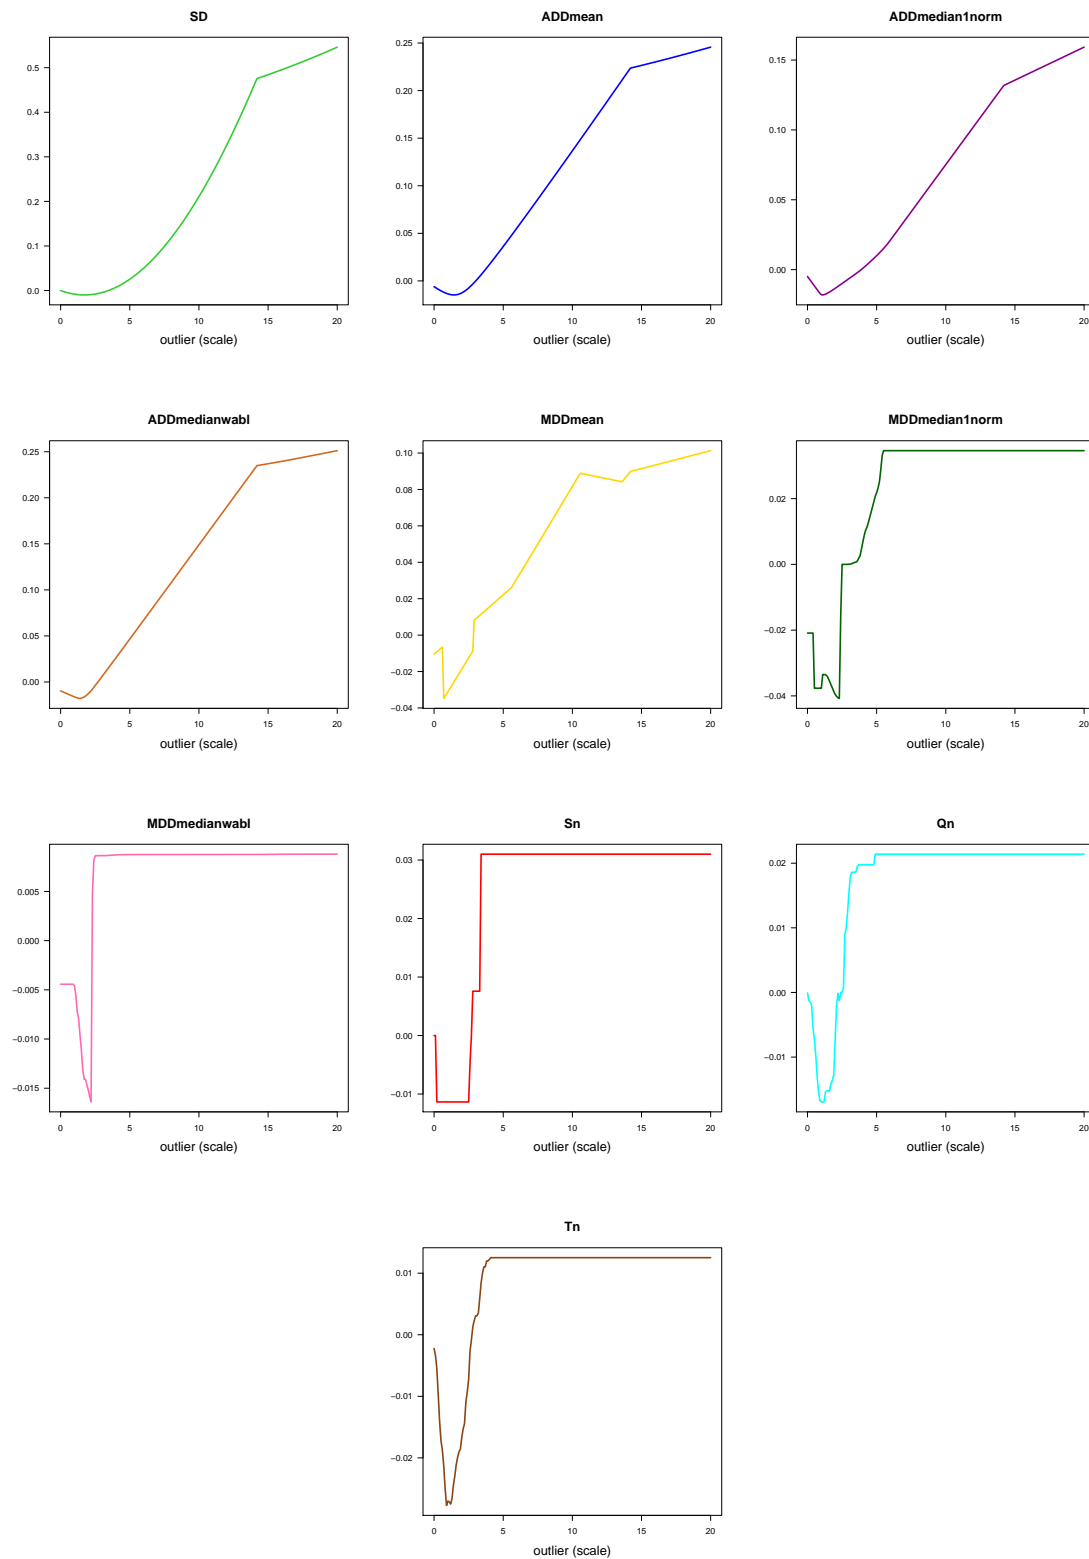 SD
0.5
0.4
0.3
0.2
0.1
0.0
0 5 10 15 20
outlier (scale)
ADDmean
0.25
0.20
0.15
0.10
0.05
0.00
0 5 10 15 20
outlier (scale)
ADDmedian1norm
0.15
0.10
0.05
0.00
0 5 10 15 20
outlier (scale)
ADDmedianwabl
0.25
0.20
0.15
0.10
0.05
0.00
0 5 10 15 20
outlier (scale)
MDDmean
0.10
0.08
0.06
0.04
0.02
0.00
−0.02
−0.04
0 5 10 15 20
outlier (scale)
MDDmedian1norm
0.02
0.00
−0.02
−0.04
0 5 10 15 20
outlier (scale)
MDDmedianwabl
0.005
0.000
−0.005
−0.010
−0.015
0 5 10 15 20
outlier (scale)
Sn
0.03
0.02
0.01
0.00
−0.01
0 5 10 15 20
outlier (scale)
Qn
0.02
0.01
0.00
−0.01
0 5 10 15 20
outlier (scale)
Tn
0.01
0.00
−0.01
−0.02
0 5 10 15 20
outlier (scale)